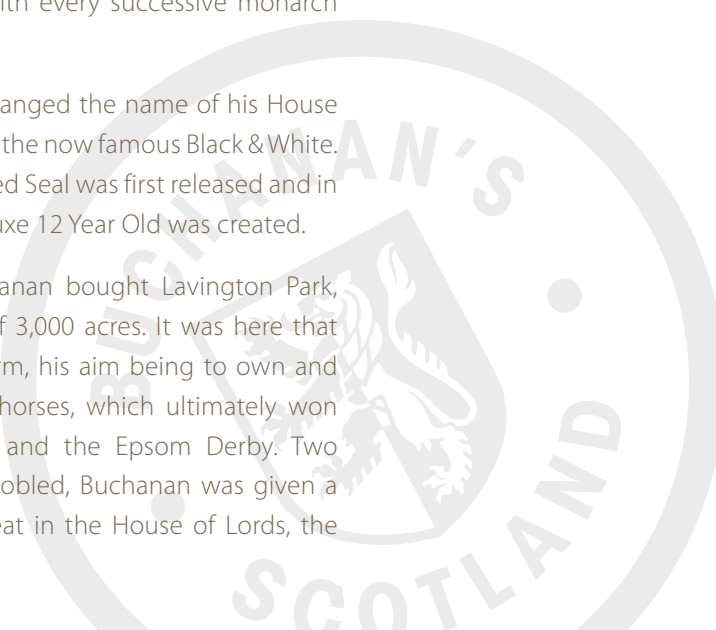 ith every successive monarch
anged the name of his House
the now famous Black & White.
ed Seal was first released and in
uxe 12 Year Old was created.
anan bought Lavington Park,
f 3,000 acres. It was here that
rm, his aim being to own and
horses, which ultimately won
and the Epsom Derby. Two
obled, Buchanan was given a
eat in the House of Lords, the
BUCHANAN'S
SCOTLAND